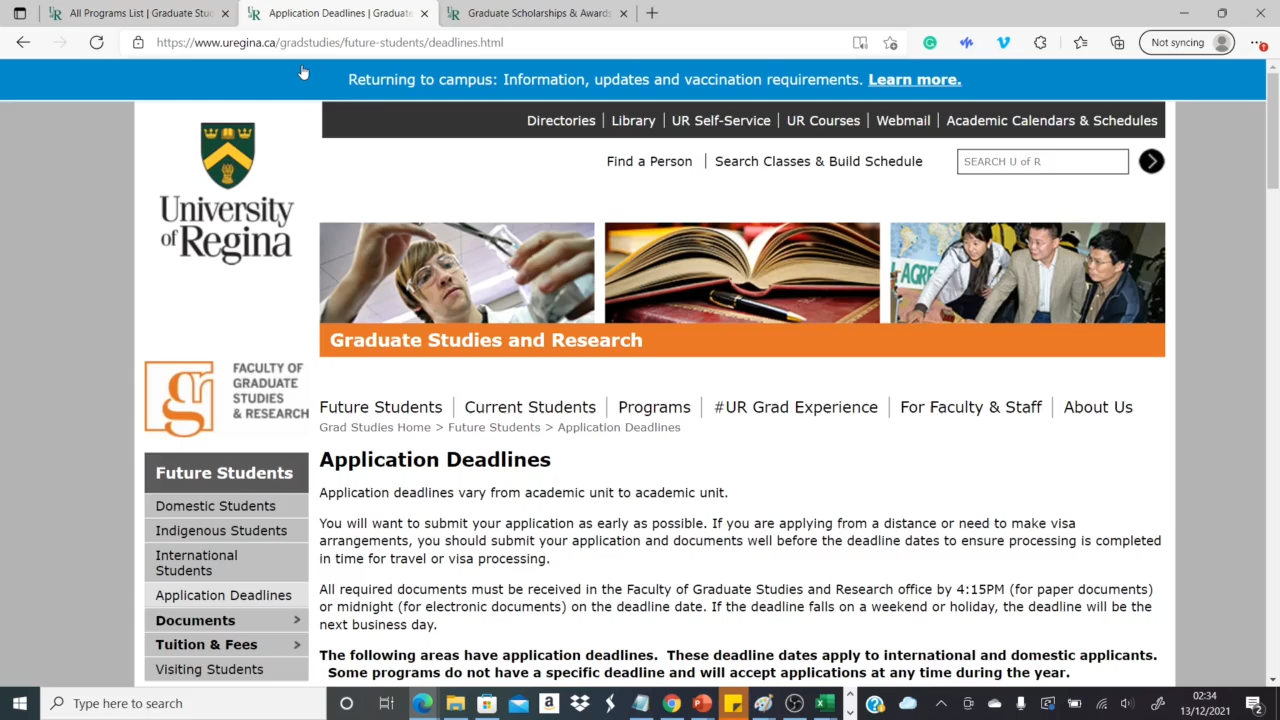 All Programs List | Graduate Stud
Application Deadlines | Graduate
Graduate Scholarships & Awards
https://www.uregina.ca/gradstudies/future-students/deadlines.html
Not syncing
Returning to campus: Information, updates and vaccination requirements. Learn more.
Directories | Library | UR Self-Service | UR Courses | Webmail | Academic Calendars & Schedules
Find a Person | Search Classes & Build Schedule
SEARCH U of R
University
of Regina
AGRE
Graduate Studies and Research
FACULTY OF
GRADUATE
STUDIES
& RESEARCH
Future Students | Current Students | Programs | #UR Grad Experience | For Faculty & Staff | About Us
Grad Studies Home > Future Students > Application Deadlines
Future Students
Domestic Students
Indigenous Students
International
Students
Application Deadlines
Documents >
Tuition & Fees >
Visiting Students
Application Deadlines
Application deadlines vary from academic unit to academic unit.
You will want to submit your application as early as possible. If you are applying from a distance or need to make visa
arrangements, you should submit your application and documents well before the deadline dates to ensure processing is completed
in time for travel or visa processing.
All required documents must be received in the Faculty of Graduate Studies and Research office by 4:15PM (for paper documents)
or midnight (for electronic documents) on the deadline date. If the deadline falls on a weekend or holiday, the deadline will be the
next business day.
The following areas have application deadlines. These deadline dates apply to international and domestic applicants.
Some programs do not have a specific deadline and will accept applications at any time during the year.
Type here to search
02:34
13/12/2021
2